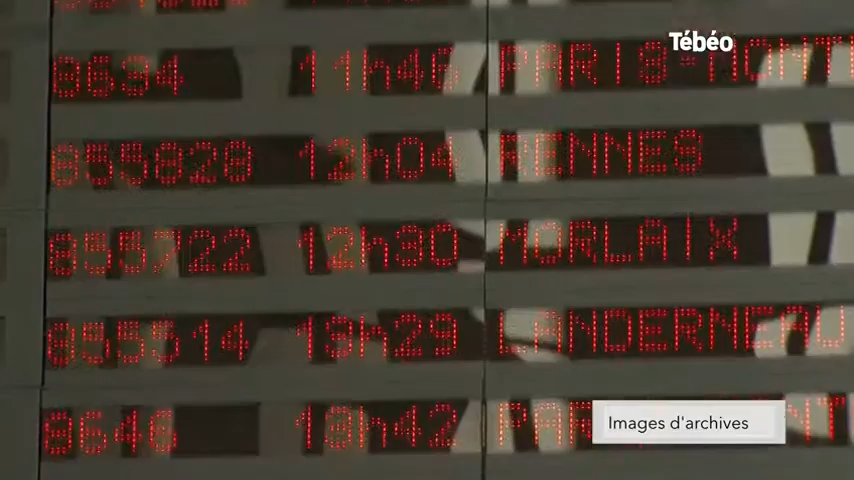 Tébéo
8634 11h46 PARIS-MONT
855828 12h04 RENNES
855722 12h30 MORLAIX
855514 13h29 LANDERNEAU
8646 13h42
Images d'archives